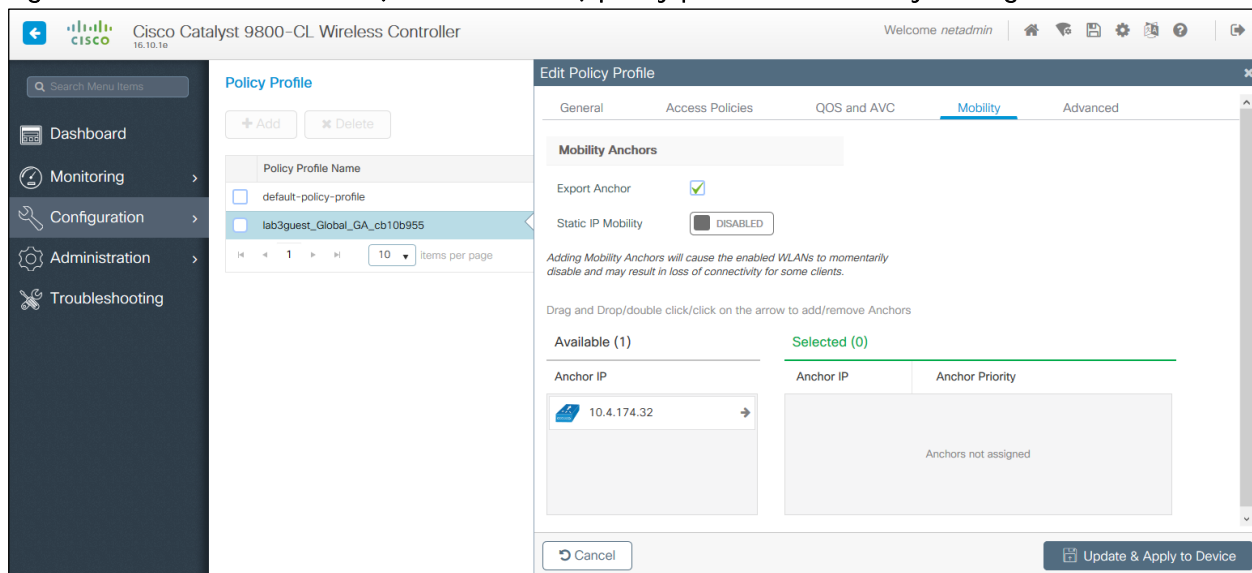 CISCO
Cisco Catalyst 9800-CL Wireless Controller
16.10.1e
Welcome netadmin
Search Menu Items
Dashboard
Monitoring
Configuration
Administration
Troubleshooting
Policy Profile
Add
Delete
Policy Profile Name
default-policy-profile
lab3guest_Global_GA_cb10b955
1
10
items per page
Edit Policy Profile
General
Access Policies
QOS and AVC
Mobility
Advanced
Mobility Anchors
Export Anchor
Static IP Mobility
DISABLED
Adding Mobility Anchors will cause the enabled WLANs to momentarily
disable and may result in loss of connectivity for some clients.
Drag and Drop/double click/click on the arrow to add/remove Anchors
Available (1)
Selected (0)
Anchor IP
Anchor IP
Anchor Priority
10.4.174.32
Anchors not assigned
Cancel
Update & Apply to Device